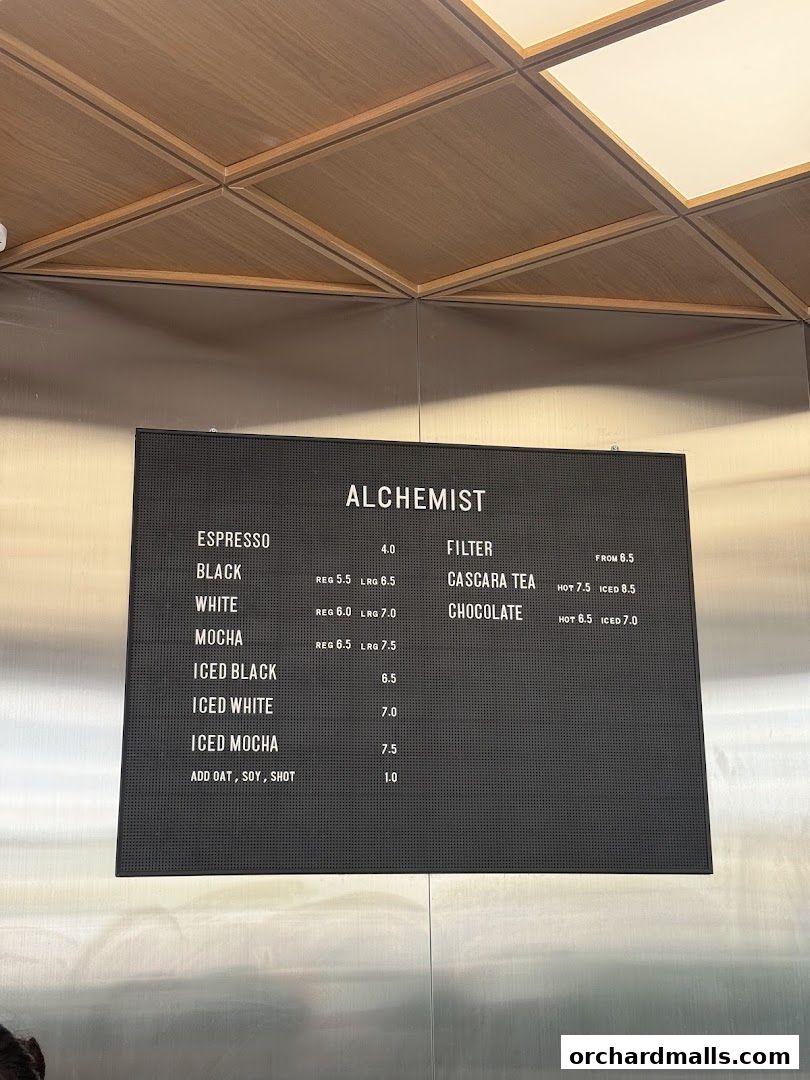 ALCHEMIST
ESPRESSO 4.0
BLACK REG 5.5 LRG 6.5
WHITE REG 6.0 LRG 7.0
MOCHA REG 6.5 LRG 7.5
ICED BLACK 6.5
ICED WHITE 7.0
ICED MOCHA 7.5
ADD OAT , SOY , SHOT 1.0
FILTER FROM 6.5
CASCARA TEA HOT 7.5 ICED 8.5
CHOCOLATE HOT 6.5 ICED 7.0
orchardmalls.com